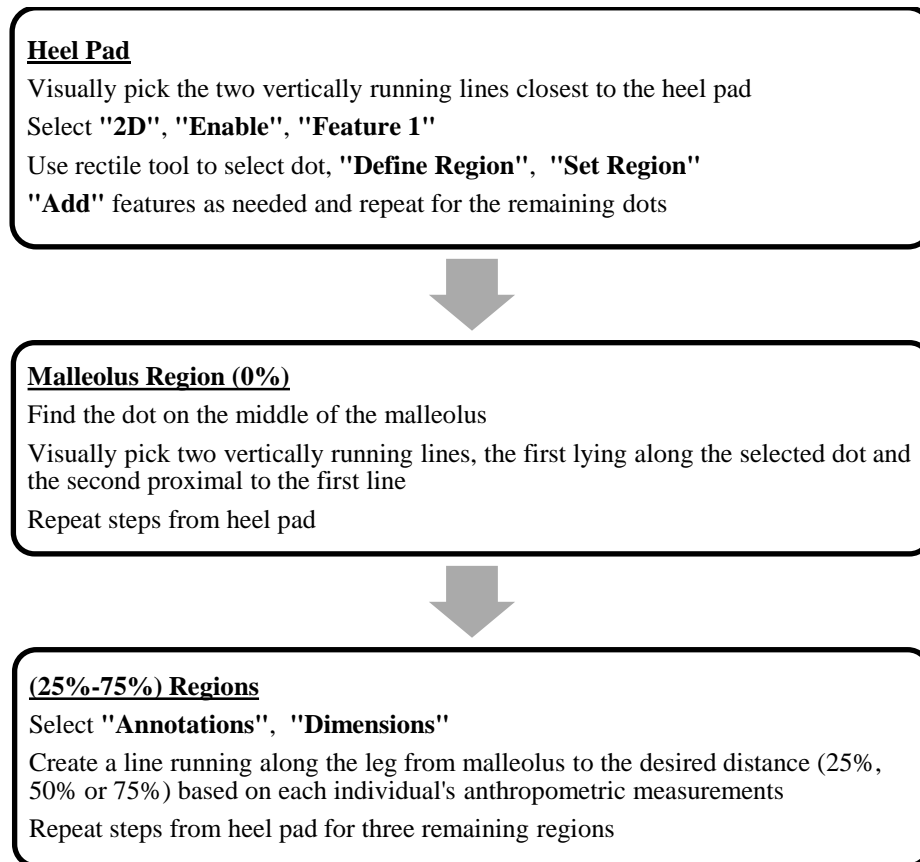 Heel Pad
Visually pick the two vertically running lines closest to the heel pad
Select "2D", "Enable", "Feature 1"
Use rectile tool to select dot, "Define Region", "Set Region"
"Add" features as needed and repeat for the remaining dots
Malleolus Region (0%)
Find the dot on the middle of the malleolus
Visually pick two vertically running lines, the first lying along the selected dot and
the second proximal to the first line
Repeat steps from heel pad
(25%-75%) Regions
Select "Annotations", "Dimensions"
Create a line running along the leg from malleolus to the desired distance (25%,
50% or 75%) based on each individual's anthropometric measurements
Repeat steps from heel pad for three remaining regions